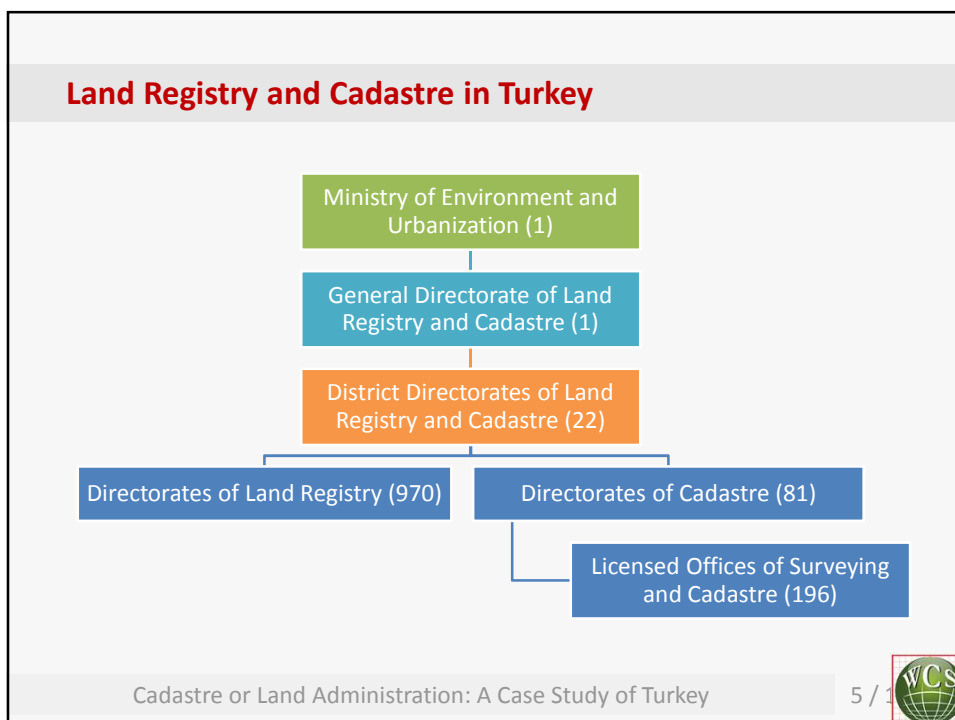 Land Registry and Cadastre in Turkey
Ministry of Environment and
Urbanization (1)
General Directorate of Land
Registry and Cadastre (1)
District Directorates of Land
Registry and Cadastre (22)
Directorates of Land Registry (970)
Directorates of Cadastre (81)
Licensed Offices of Surveying
and Cadastre (196)
Cadastre or Land Administration: A Case Study of Turkey
5 /
WCS